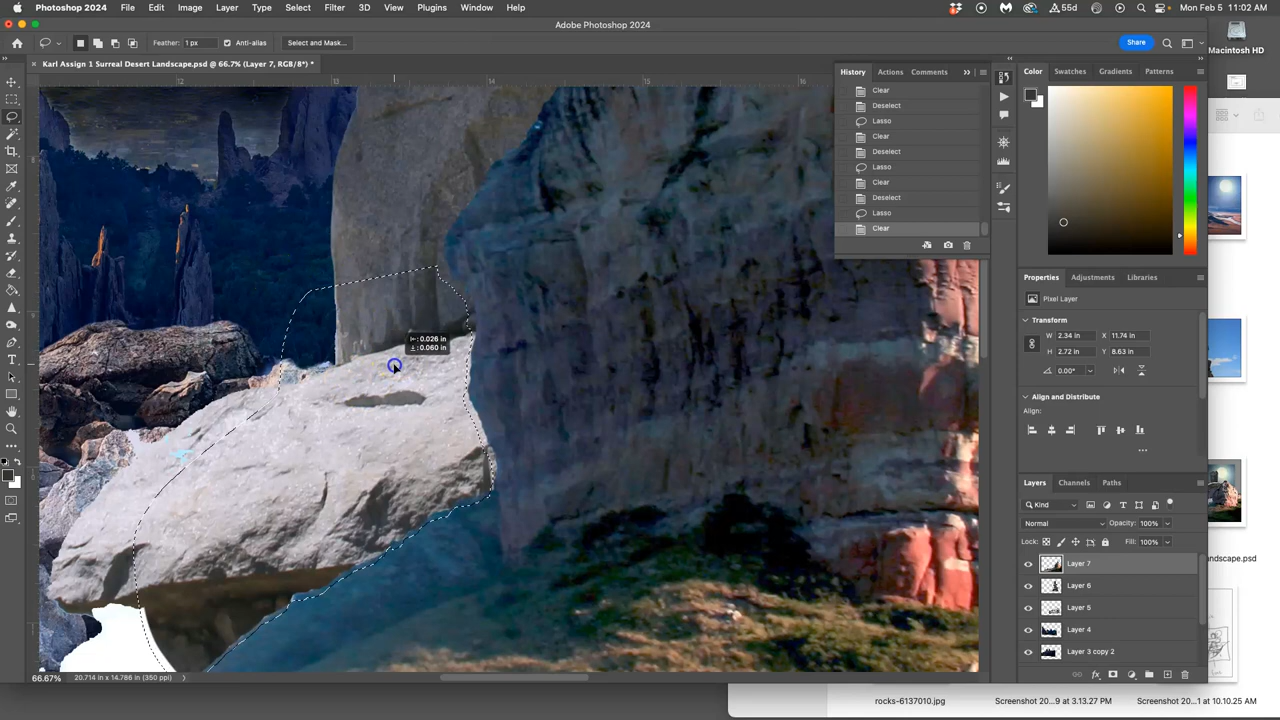 Photoshop 2024 File Edit Image Layer Type Select Filter 3D View Plugins Window Help
55d
Mon Feb 5 11:02 AM
Adobe Photoshop 2024
Feather: 1 px Anti-alias Select and Mask... Share
Karl Assign 1 Surreal Desert Landscape.psd @ 66.7% (Layer 7, RGB/8*) *
12 13 14 15 16
History Actions Comments
Clear
Deselect
Lasso
Clear
Deselect
Lasso
Clear
Deselect
Lasso
Clear
Color Swatches Gradients Patterns
Properties Adjustments Libraries
Pixel Layer
Transform
W: 2.34 in X: 11.74 in
H: 2.72 in Y: 8.63 in
0.00°
Align and Distribute
Align:
Layers Channels Paths
Kind
Normal Opacity: 100%
Lock: Fill: 100%
Layer 7
Layer 6
Layer 5
Layer 4
Layer 3 copy 2
: 0.026 in
: 0.060 in
66.67% 20.714 in x 14.786 in (350 ppi)
Macintosh HD
andscape.psd
rocks-6137010.jpg Screenshot 20...9 at 3.13.27 PM Screenshot 20...1 at 10.10.25 AM